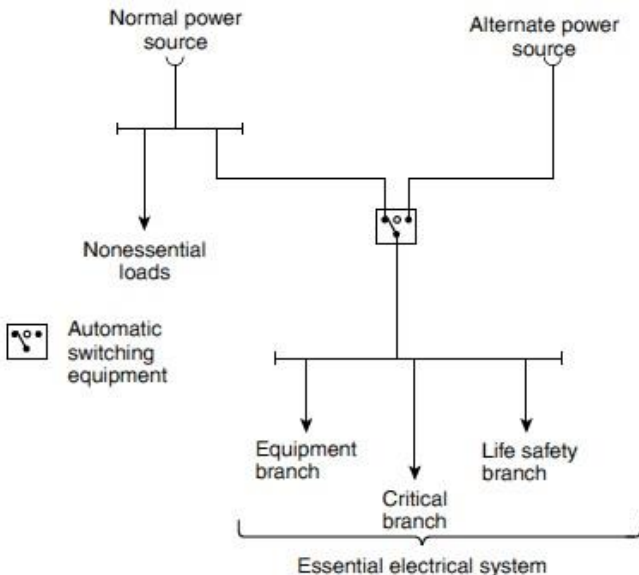 Normal power
source
Alternate power
source
Nonessential
loads
Automatic
switching
equipment
Equipment
branch
Life safety
branch
Critical
branch
Essential electrical system